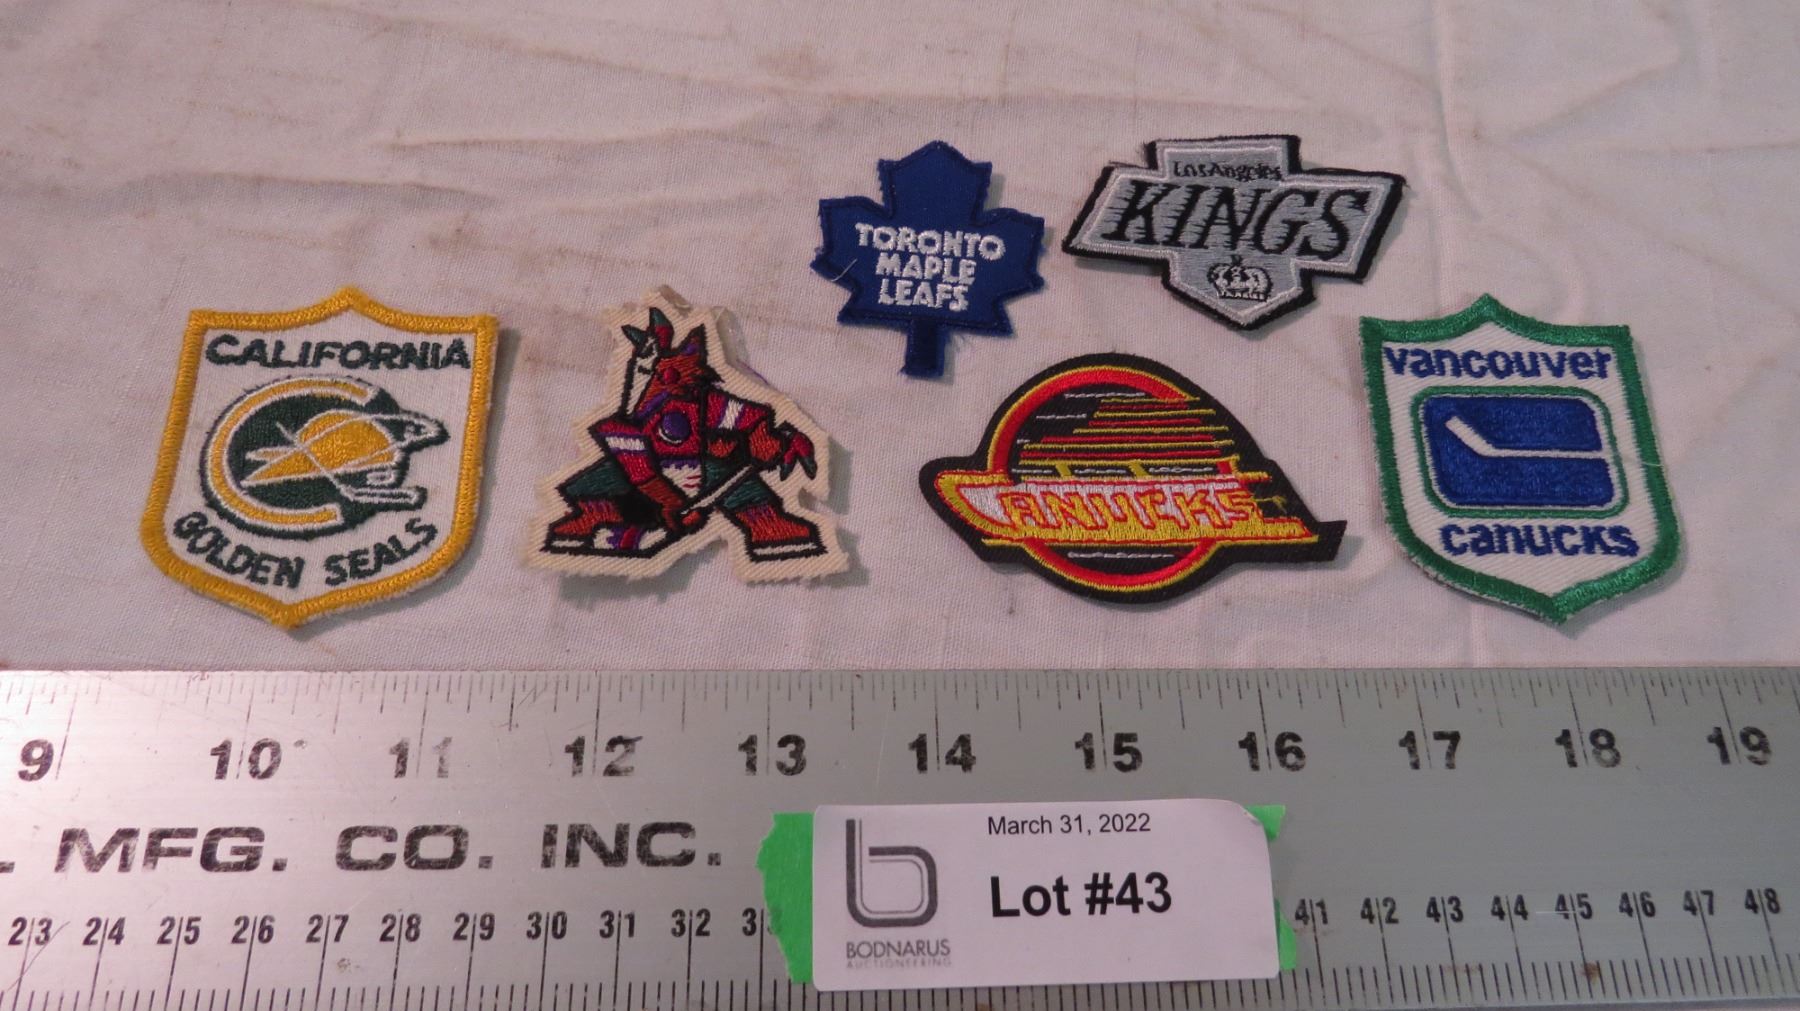 TORONTO
MAPLE
LEAFS
Los Angeles
KINGS
CALIFORNIA
GOLDEN SEALS
CANUCKS
vancouver
canucks
9 10 11 12 13 14 15 16 17 18 19
. MFG. CO. INC.
March 31, 2022
Lot #43
BODNARUS
AUCTIONEERING
23 24 25 26 27 28 29 30 31 32 3 41 42 43 44 45 46 47 48